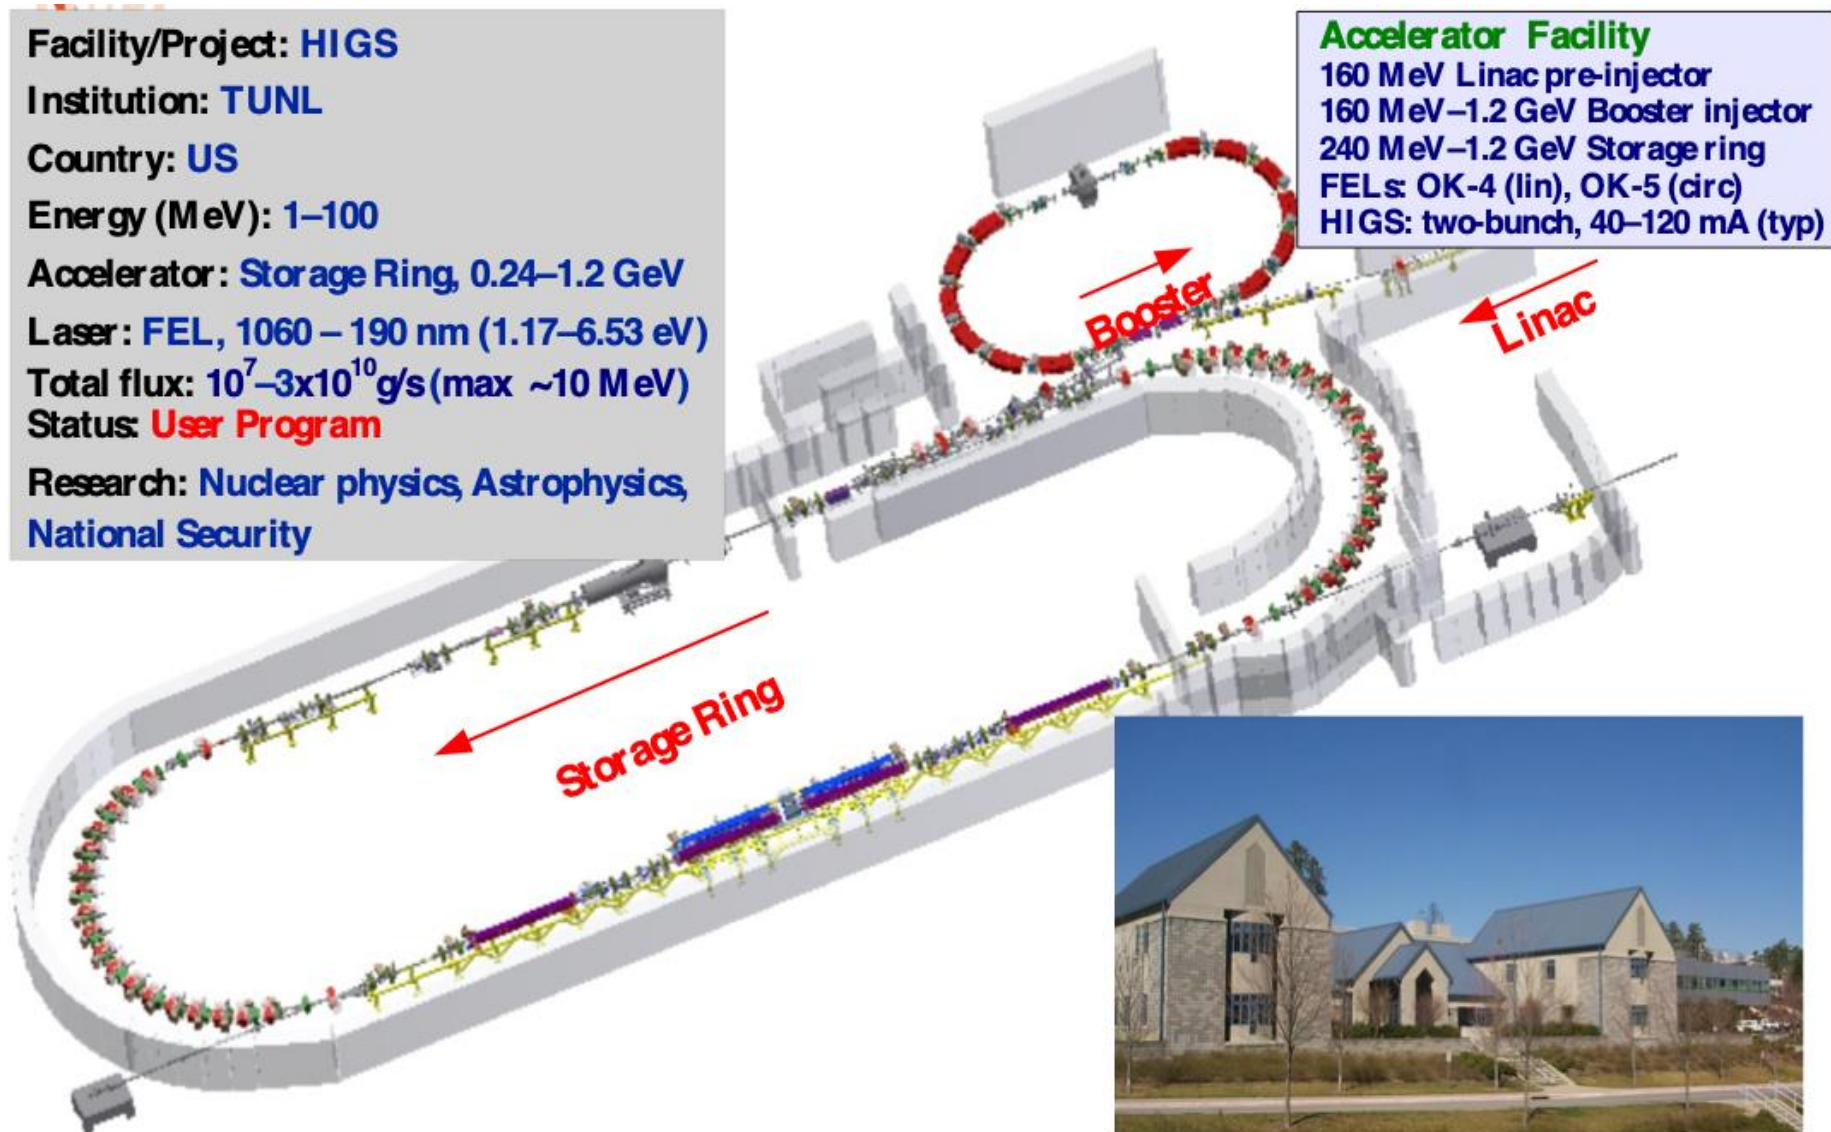 Facility/Project: HIGS
Institution: TUNL
Country: US
Energy (MeV): 1–100
Accelerator: Storage Ring, 0.24–1.2 GeV
Laser: FEL, 1060 – 190 nm (1.17–6.53 eV)
Total flux: 10⁷–3x10¹⁰ g/s (max ~10 MeV)
Status: User Program
Research: Nuclear physics, Astrophysics,
National Security
Accelerator Facility
160 MeV Linac pre-injector
160 MeV–1.2 GeV Booster injector
240 MeV–1.2 GeV Storage ring
FELs: OK-4 (lin), OK-5 (circ)
HIGS: two-bunch, 40–120 mA (typ)
Booster
Linac
Storage Ring